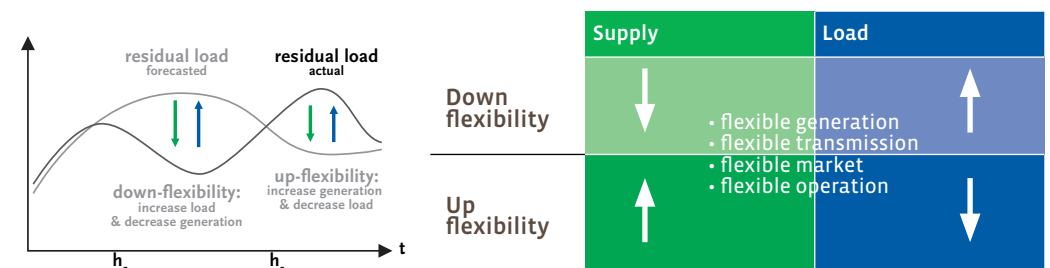 residual load
forecasted
residual load
actual
down-flexibility:
increase load
& decrease generation
up-flexibility:
increase generation
& decrease load
t
h
h
Supply
Load
Down
flexibility
• flexible generation
• flexible transmission
• flexible market
• flexible operation
Up
flexibility